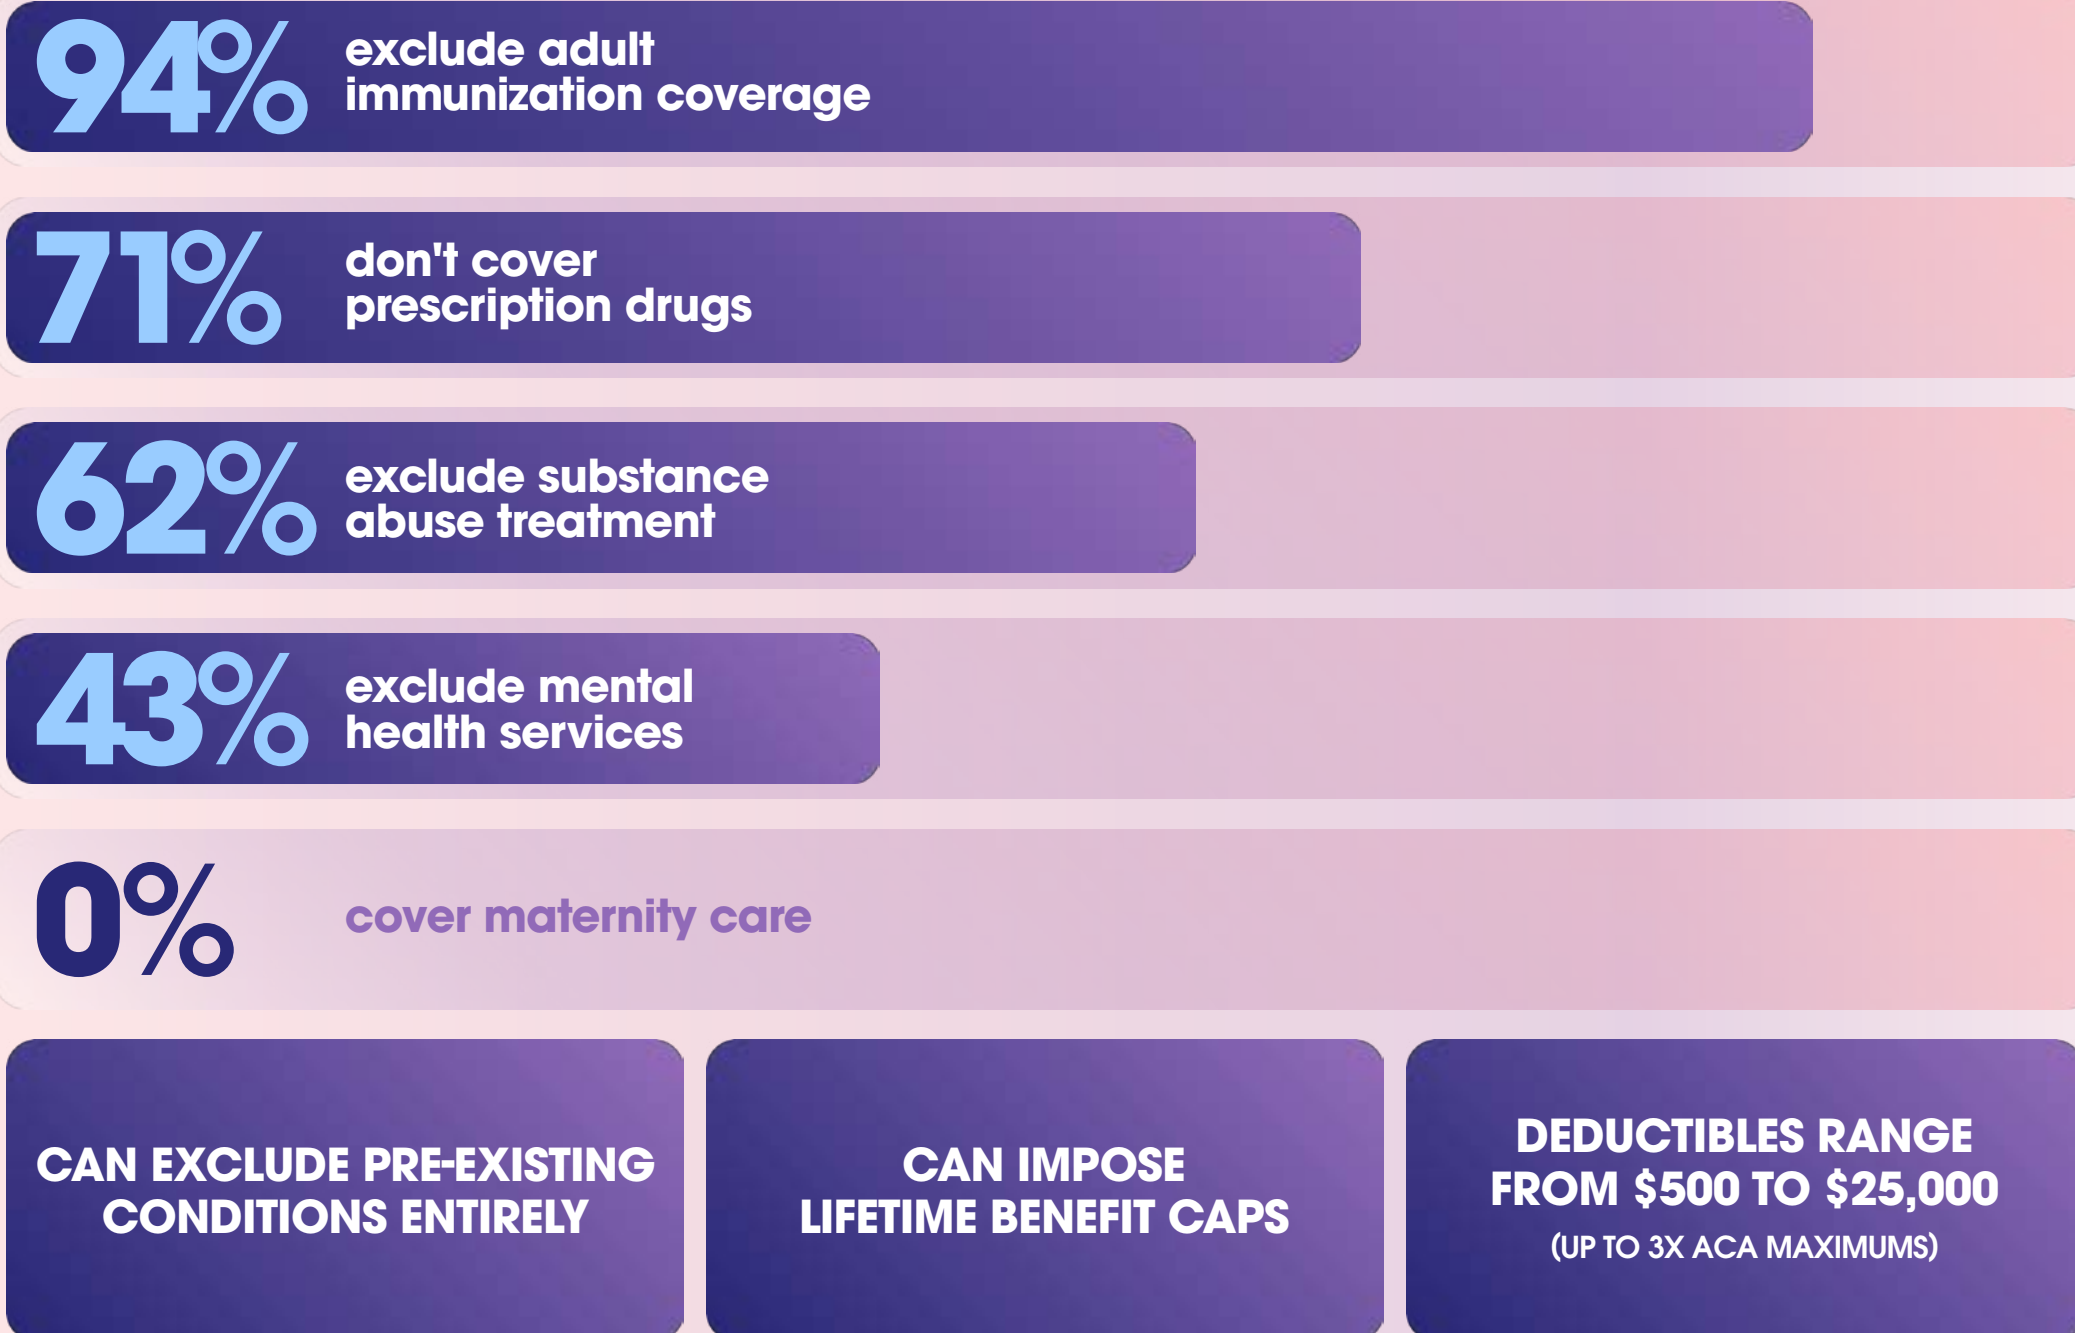 94%
exclude adult
immunization coverage
71%
don't cover
prescription drugs
62%
exclude substance
abuse treatment
43%
exclude mental
health services
0%
cover maternity care
CAN EXCLUDE PRE-EXISTING
CONDITIONS ENTIRELY
CAN IMPOSE
LIFETIME BENEFIT CAPS
DEDUCTIBLES RANGE
FROM $500 TO $25,000
(UP TO 3X ACA MAXIMUMS)